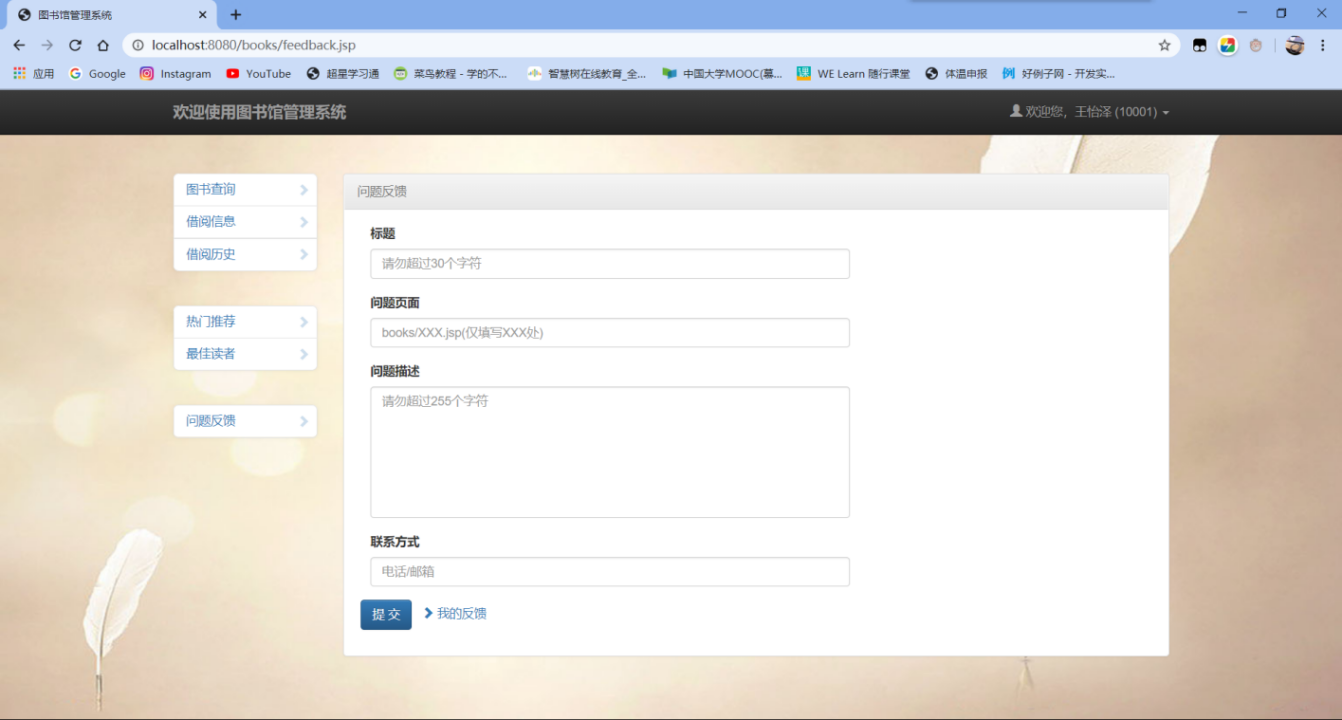 图书馆管理系统
localhost:8080/books/feedback.jsp
应用 Google Instagram YouTube 超星学习通 菜鸟教程 - 学的不... 智慧树在线教育_全... 中国大学MOOC(慕... WE Learn 随行课堂 体温申报 好例子网 - 开发实...
欢迎使用图书馆管理系统 欢迎您，王怡泽 (10001)
图书查询
借阅信息
借阅历史
热门推荐
最佳读者
问题反馈
问题反馈
标题
请勿超过30个字符
问题页面
books/XXX.jsp(仅填写XXX处)
问题描述
请勿超过255个字符
联系方式
电话/邮箱
提 交 我的反馈